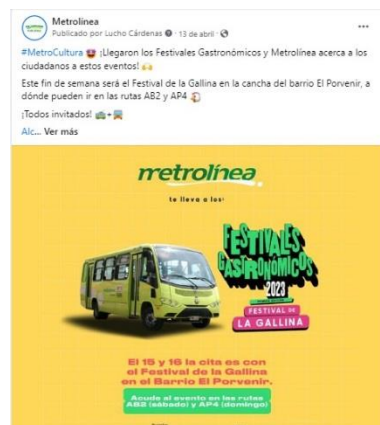 Metrolínea
Publicado por Lucho Cárdenas · 13 de abril ·
#MetroCultura ¡Llegaron los Festivales Gastronómicos y Metrolínea acerca a los
ciudadanos a estos eventos!
Este fin de semana será el Festival de la Gallina en la cancha del barrio El Porvenir, a
dónde pueden ir en las rutas AB2 y AP4
¡Todos invitados! +
Alc... Ver más
metrolínea
te lleva a los:
FESTIVALES
GASTRONÓMICOS
2023
FESTIVAL DE
LA GALLINA
El 15 y 16 la cita es con
el Festival de la Gallina
en el Barrio El Porvenir.
Acude al evento en las rutas
AB2 (sábado) y AP4 (domingo)